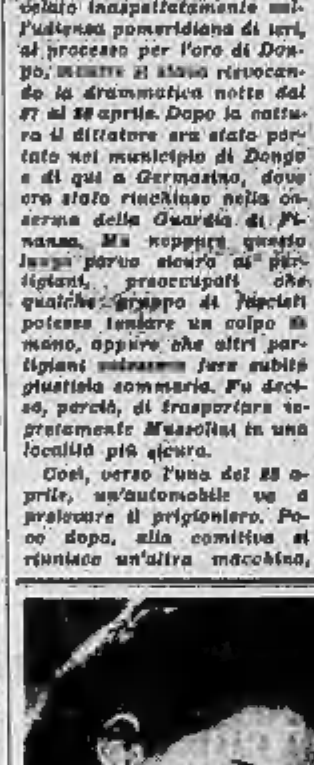 velato inaspettatamente nel-
l'udienza pomeridiana di ieri,
al processo per l'oro di Don-
go, mentre si stava rievocan-
do la drammatica notte dal
27 al 28 aprile. Dopo la cattu-
ra il dittatore era stato por-
tato nel municipio di Dongo
e di qui a Germasino, dove
era stato rinchiuso nella ca-
serma della Guardia di Fi-
nanza. Ma neppure questo
luogo parve sicuro ai par-
tigiani, preoccupati che
qualche gruppo di fascisti
potesse tentare un colpo di
mano, oppure che altri par-
tigiani fare subito
giustizia sommaria. Fu deci-
so, perciò, di trasportare se-
gretamente Mussolini in una
località più sicura.
Così, verso l'una del 28 a-
prile, un'automobile va a
prelevare il prigioniero. Po-
co dopo, alla comitiva si
riunisce un'altra macchina,